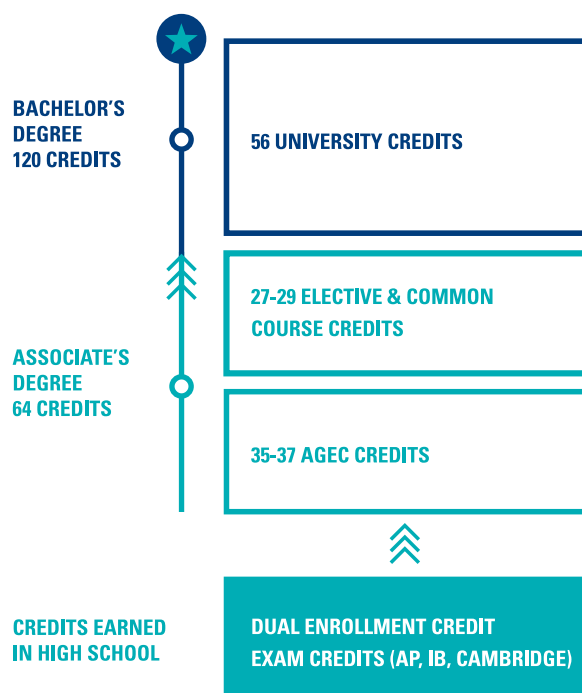 BACHELOR'S
DEGREE
120 CREDITS
56 UNIVERSITY CREDITS
27-29 ELECTIVE & COMMON
COURSE CREDITS
ASSOCIATE'S
DEGREE
64 CREDITS
35-37 AGEC CREDITS
CREDITS EARNED
IN HIGH SCHOOL
DUAL ENROLLMENT CREDIT
EXAM CREDITS (AP, IB, CAMBRIDGE)